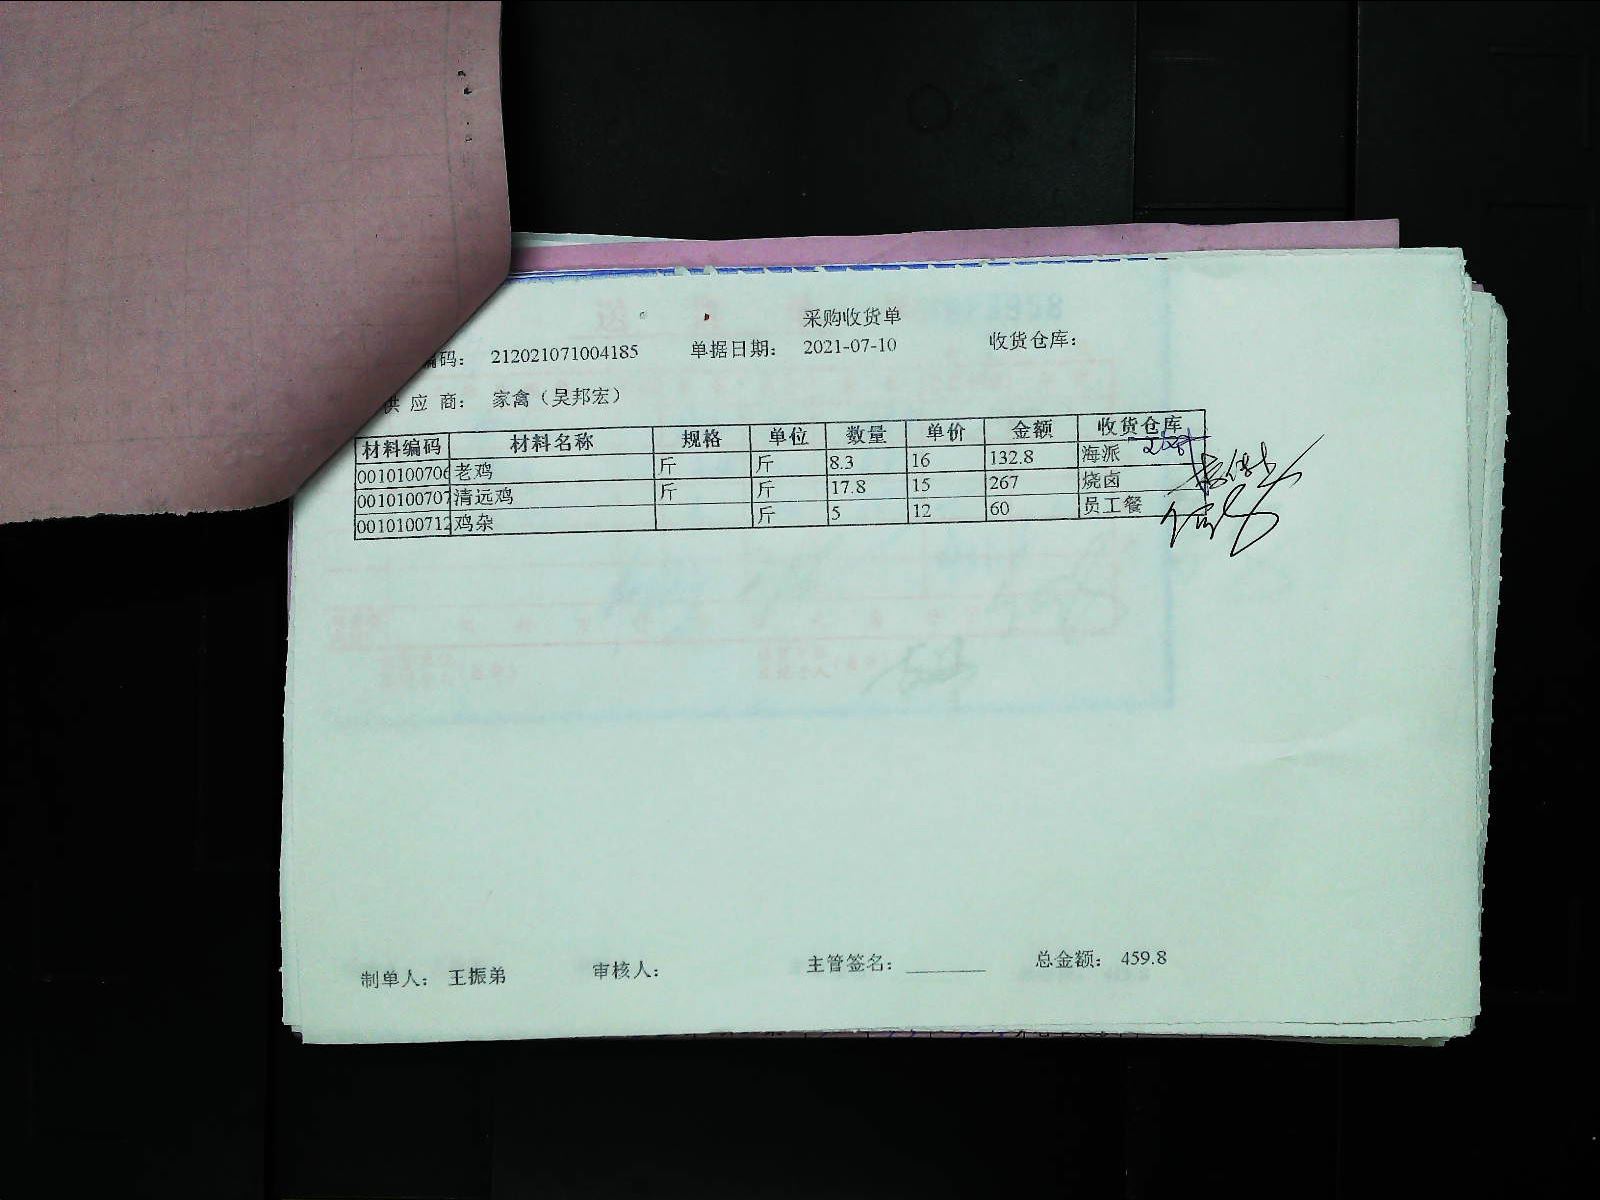 采购收货单
编码： 212021071004185 单据日期： 2021-07-10 收货仓库：
供 应 商： 家禽（吴邦宏）
材料编码 材料名称 规格 单位 数量 单价 金额 收货仓库
0010100706 老鸡 斤 斤 8.3 16 132.8 海派
0010100707 清远鸡 斤 斤 17.8 15 267 烧卤
0010100712 鸡杂 斤 5 12 60 员工餐
制单人： 王振弟 审核人： 主管签名： 总金额： 459.8